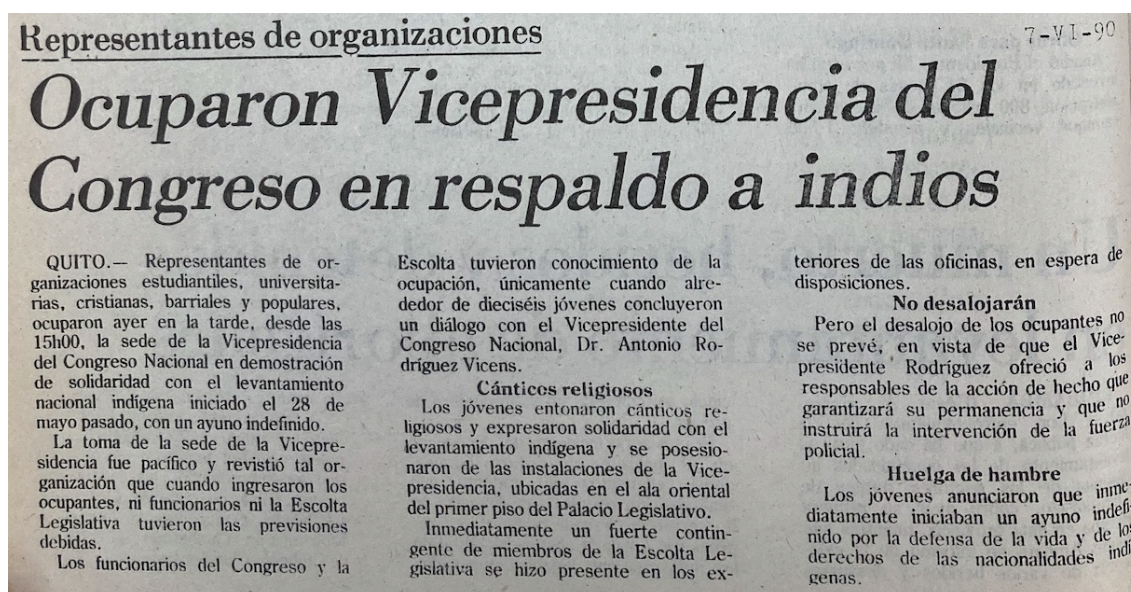 Representantes de organizaciones
7-VI-90
Ocuparon Vicepresidencia del
Congreso en respaldo a indios
QUITO.— Representantes de or-
ganizaciones estudiantiles, universita-
rias, cristianas, barriales y populares,
ocuparon ayer en la tarde, desde las
15h00, la sede de la Vicepresidencia
del Congreso Nacional en demostración
de solidaridad con el levantamiento
nacional indígena iniciado el 28 de
mayo pasado, con un ayuno indefinido.
La toma de la sede de la Vicepre-
sidencia fue pacífico y revistió tal or-
ganización que cuando ingresaron los
ocupantes, ni funcionarios ni la Escolta
Legislativa tuvieron las previsiones
debidas.
Los funcionarios del Congreso y la
Escolta tuvieron conocimiento de la
ocupación, únicamente cuando alre-
dedor de dieciséis jóvenes concluyeron
un diálogo con el Vicepresidente del
Congreso Nacional, Dr. Antonio Ro-
dríguez Vicens.
Cánticos religiosos
Los jóvenes entonaron cánticos re-
ligiosos y expresaron solidaridad con el
levantamiento indígena y se posesio-
naron de las instalaciones de la Vice-
presidencia, ubicadas en el ala oriental
del primer piso del Palacio Legislativo.
Inmediatamente un fuerte contin-
gente de miembros de la Escolta Le-
gislativa se hizo presente en los ex-
teriores de las oficinas, en espera de
disposiciones.
No desalojarán
Pero el desalojo de los ocupantes no
se prevé, en vista de que el Vice-
presidente Rodríguez ofreció a los
responsables de la acción de hecho que
garantizará su permanencia y que no
instruirá la intervención de la fuerza
policial.
Huelga de hambre
Los jóvenes anunciaron que inme-
diatamente iniciaban un ayuno indefi-
nido por la defensa de la vida y de los
derechos de las nacionalidades indí
genas.